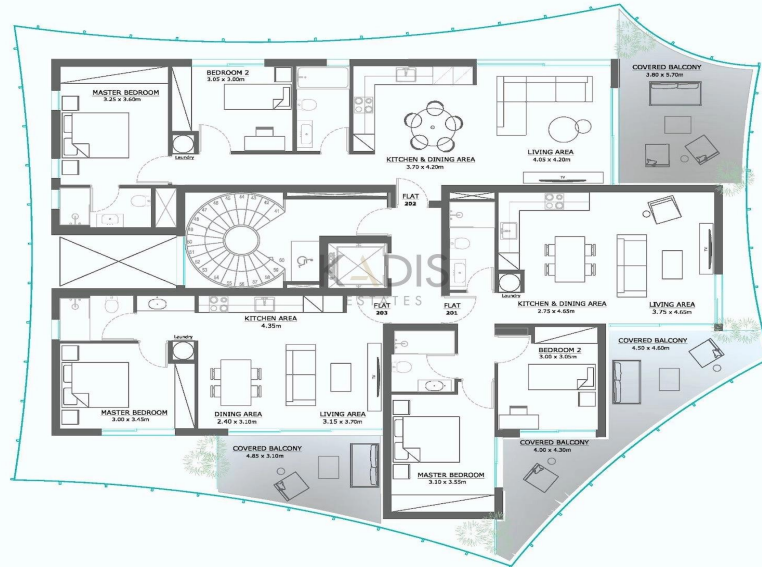 COVERED BALCONY
3.80 x 5.70m
BEDROOM 2
3.05 x 3.00m
MASTER BEDROOM
3.25 x 3.60m
Laundry
KITCHEN & DINING AREA
3.70 x 4.20m
LIVING AREA
4.05 x 4.20m
TV
FLAT
202
KADIS
ESTATES
FLAT
203
FLAT
201
Laundry
KITCHEN & DINING AREA
2.75 x 4.65m
LIVING AREA
3.75 x 4.65m
TV
KITCHEN AREA
4.35m
Laundry
COVERED BALCONY
4.50 x 4.60m
BEDROOM 2
3.00 x 3.05m
MASTER BEDROOM
3.00 x 3.45m
DINING AREA
2.40 x 3.10m
LIVING AREA
3.15 x 3.70m
TV
COVERED BALCONY
4.85 x 3.10m
COVERED BALCONY
4.00 x 4.30m
MASTER BEDROOM
3.10 x 3.55m